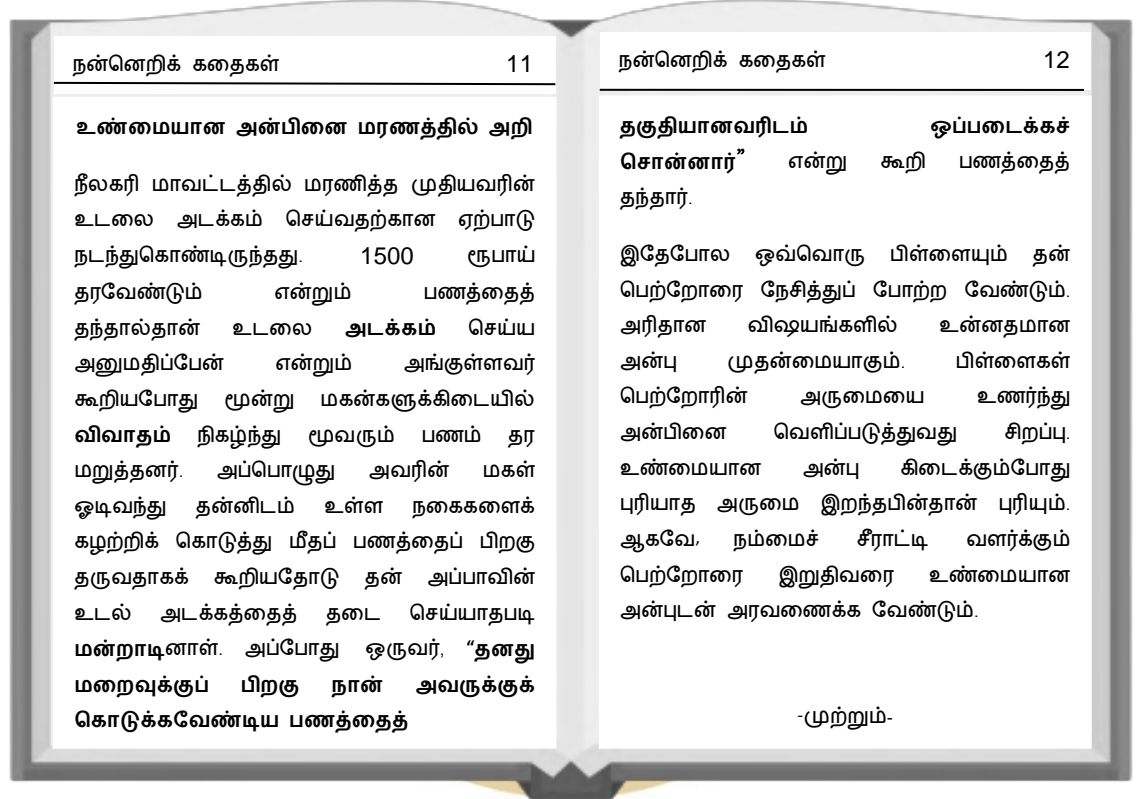 நன்னெறிக் கதைகள் 11
உண்மையான அன்பினை மரணத்தில் அறி
நீலகரி மாவட்டத்தில் மரணித்த முதியவரின்
உடலை அடக்கம் செய்வதற்கான ஏற்பாடு
நடந்துகொண்டிருந்தது. 1500 ரூபாய்
தரவேண்டும் என்றும் பணத்தைத்
தந்தால்தான் உடலை அடக்கம் செய்ய
அனுமதிப்பேன் என்றும் அங்குள்ளவர்
கூறியபோது மூன்று மகன்களுக்கிடையில்
விவாதம் நிகழ்ந்து மூவரும் பணம் தர
மறுத்தனர். அப்பொழுது அவரின் மகள்
ஓடிவந்து தன்னிடம் உள்ள நகைகளைக்
கழற்றிக் கொடுத்து மீதப் பணத்தைப் பிறகு
தருவதாகக் கூறியதோடு தன் அப்பாவின்
உடல் அடக்கத்தைத் தடை செய்யாதபடி
மன்றாடினாள். அப்போது ஒருவர், “தனது
மறைவுக்குப் பிறகு நான் அவருக்குக்
கொடுக்கவேண்டிய பணத்தைத்
நன்னெறிக் கதைகள் 12
தகுதியானவரிடம் ஒப்படைக்கச்
சொன்னார்” என்று கூறி பணத்தைத்
தந்தார்.
இதேபோல ஒவ்வொரு பிள்ளையும் தன்
பெற்றோரை நேசித்துப் போற்ற வேண்டும்.
அரிதான விஷயங்களில் உன்னதமான
அன்பு முதன்மையாகும். பிள்ளைகள்
பெற்றோரின் அருமையை உணர்ந்து
அன்பினை வெளிப்படுத்துவது சிறப்பு.
உண்மையான அன்பு கிடைக்கும்போது
புரியாத அருமை இறந்தபின்தான் புரியும்.
ஆகவே, நம்மைச் சீராட்டி வளர்க்கும்
பெற்றோரை இறுதிவரை உண்மையான
அன்புடன் அரவணைக்க வேண்டும்.
-முற்றும்-